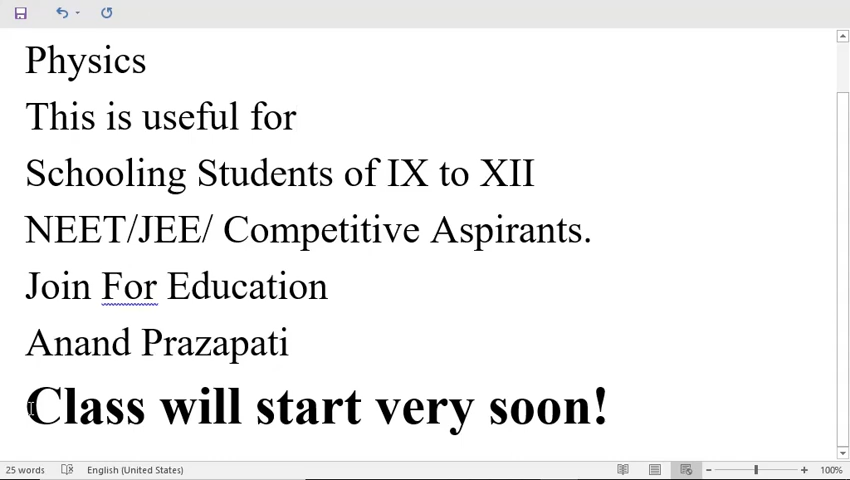 Physics
This is useful for
Schooling Students of IX to XII
NEET/JEE/ Competitive Aspirants.
Join For Education
Anand Prazapati
Class will start very soon!
25 words English (United States) 100%